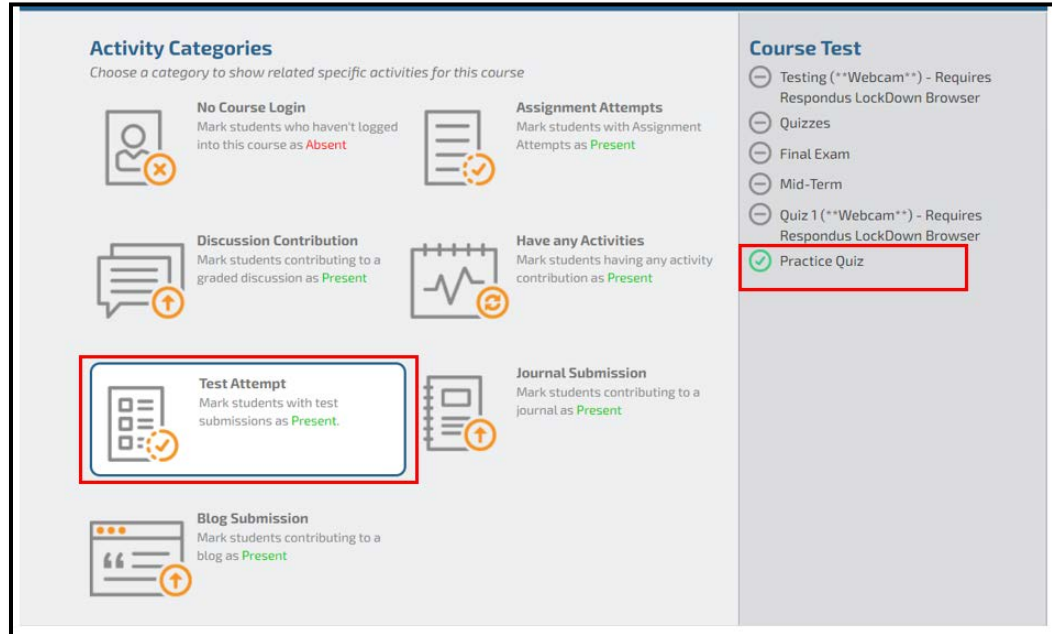 Activity Categories
Choose a category to show related specific activities for this course
No Course Login
Mark students who haven't logged
into this course as Absent
Assignment Attempts
Mark students with Assignment
Attempts as Present
Discussion Contribution
Mark students contributing to a
graded discussion as Present
Have any Activities
Mark students having any activity
contribution as Present
Test Attempt
Mark students with test
submissions as Present.
Journal Submission
Mark students contributing to a
journal as Present
Blog Submission
Mark students contributing to a
blog as Present
Course Test
Testing (**Webcam**) - Requires
Respondus LockDown Browser
Quizzes
Final Exam
Mid-Term
Quiz 1 (**Webcam**) - Requires
Respondus LockDown Browser
Practice Quiz